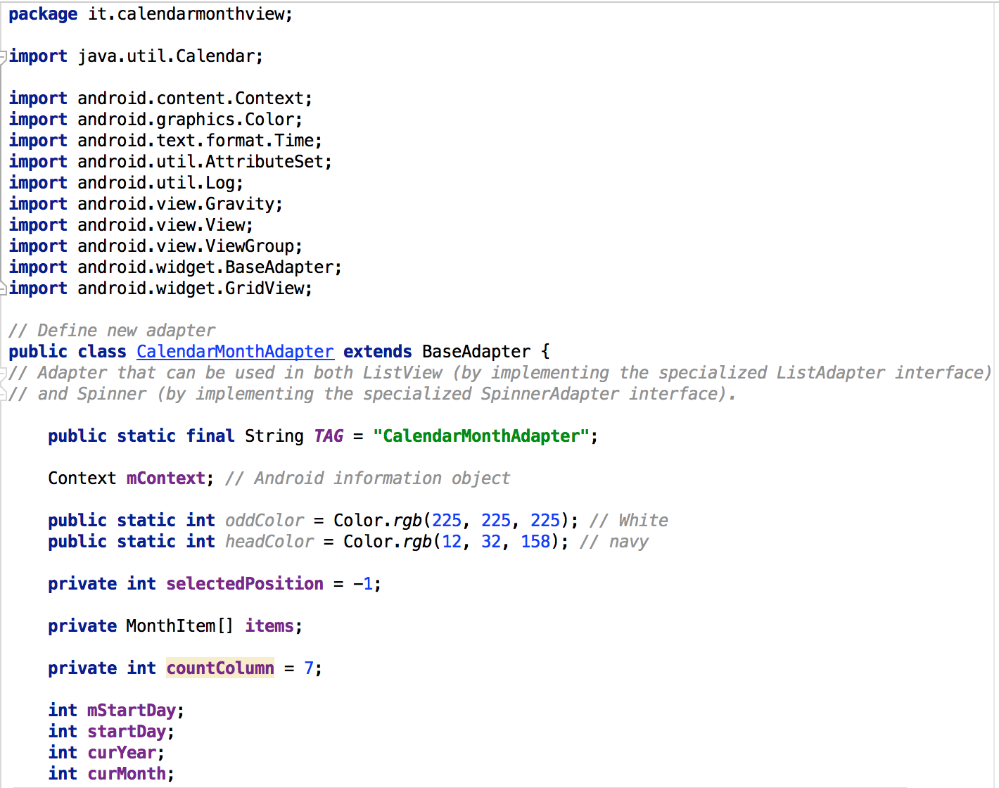 package it.calendarmonthview;
import java.util.Calendar;
import android.content.Context;
import android.graphics.Color;
import android.text.format.Time;
import android.util.AttributeSet;
import android.util.Log;
import android.view.Gravity;
import android.view.View;
import android.view.ViewGroup;
import android.widget.BaseAdapter;
import android.widget.GridView;
// Define new adapter
public class CalendarMonthAdapter extends BaseAdapter {
// Adapter that can be used in both ListView (by implementing the specialized ListAdapter interface)
// and Spinner (by implementing the specialized SpinnerAdapter interface).
public static final String TAG = "CalendarMonthAdapter";
Context mContext; // Android information object
public static int oddColor = Color.rgb(225, 225, 225); // White
public static int headColor = Color.rgb(12, 32, 158); // navy
private int selectedPosition = -1;
private MonthItem[] items;
private int countColumn = 7;
int mStartDay;
int startDay;
int curYear;
int curMonth;